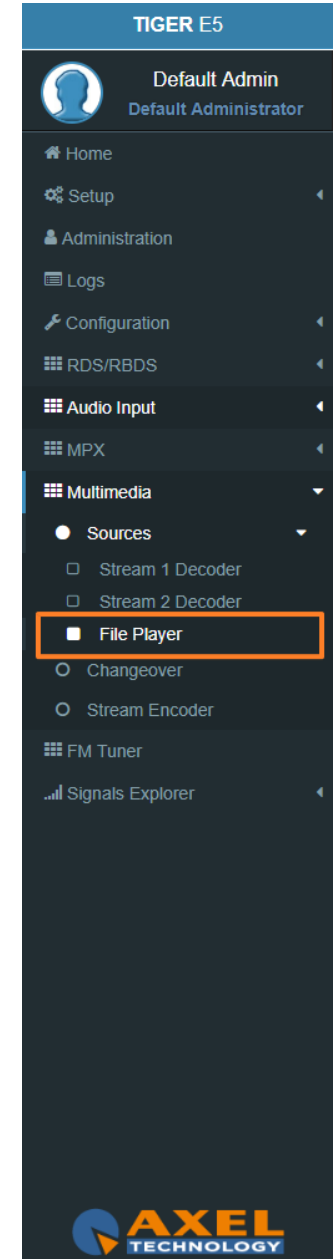 TIGER E5
Default Admin
Default Administrator
Home
Setup
Administration
Logs
Configuration
RDS/RBDS
Audio Input
MPX
Multimedia
Sources
Stream 1 Decoder
Stream 2 Decoder
File Player
Changeover
Stream Encoder
FM Tuner
Signals Explorer
AXEL
TECHNOLOGY